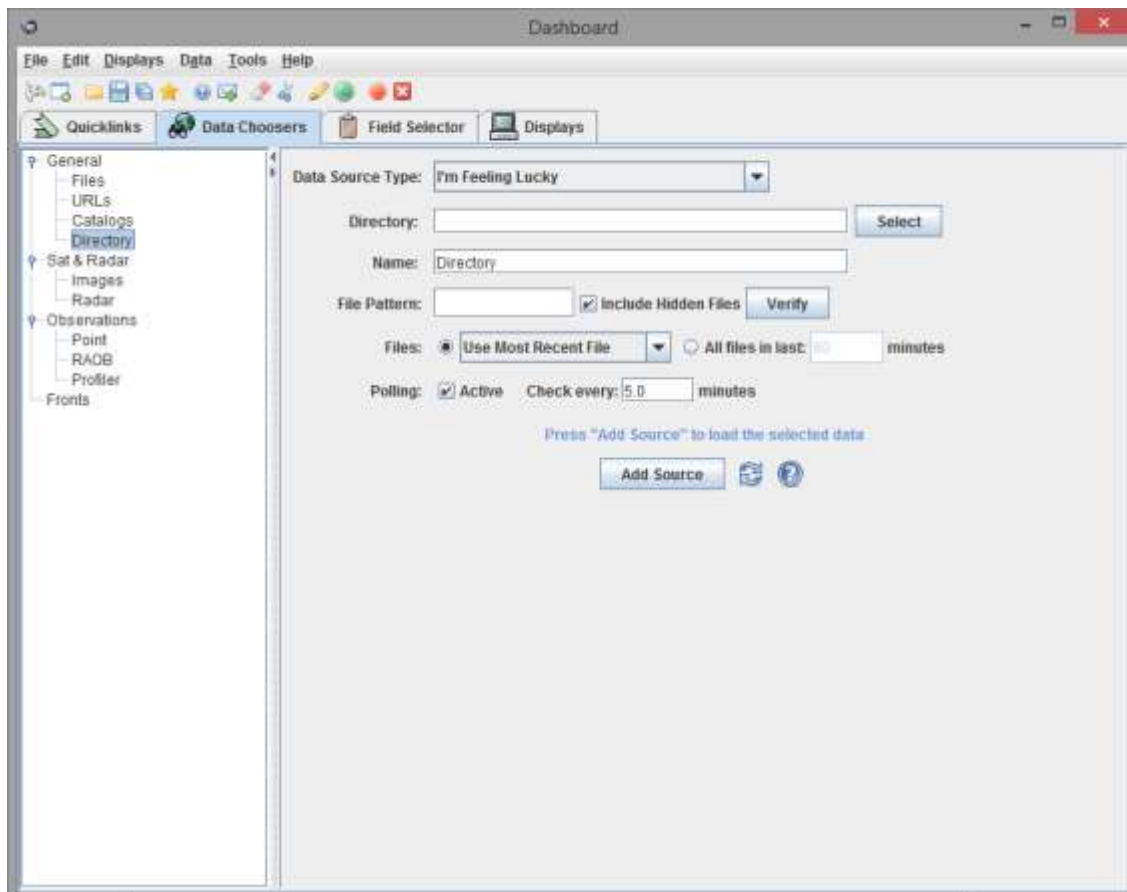 Dashboard
File Edit Displays Data Tools Help
Quicklinks Data Choosers Field Selector Displays
General
Files
URLs
Catalogs
Directory
Sat & Radar
Images
Radar
Observations
Point
RAOB
Profiler
Fronts
Data Source Type: I'm Feeling Lucky
Directory: Select
Name: Directory
File Pattern: Include Hidden Files Verify
Files: Use Most Recent File All files in last: minutes
Polling: Active Check every: 5.0 minutes
Press "Add Source" to load the selected data
Add Source